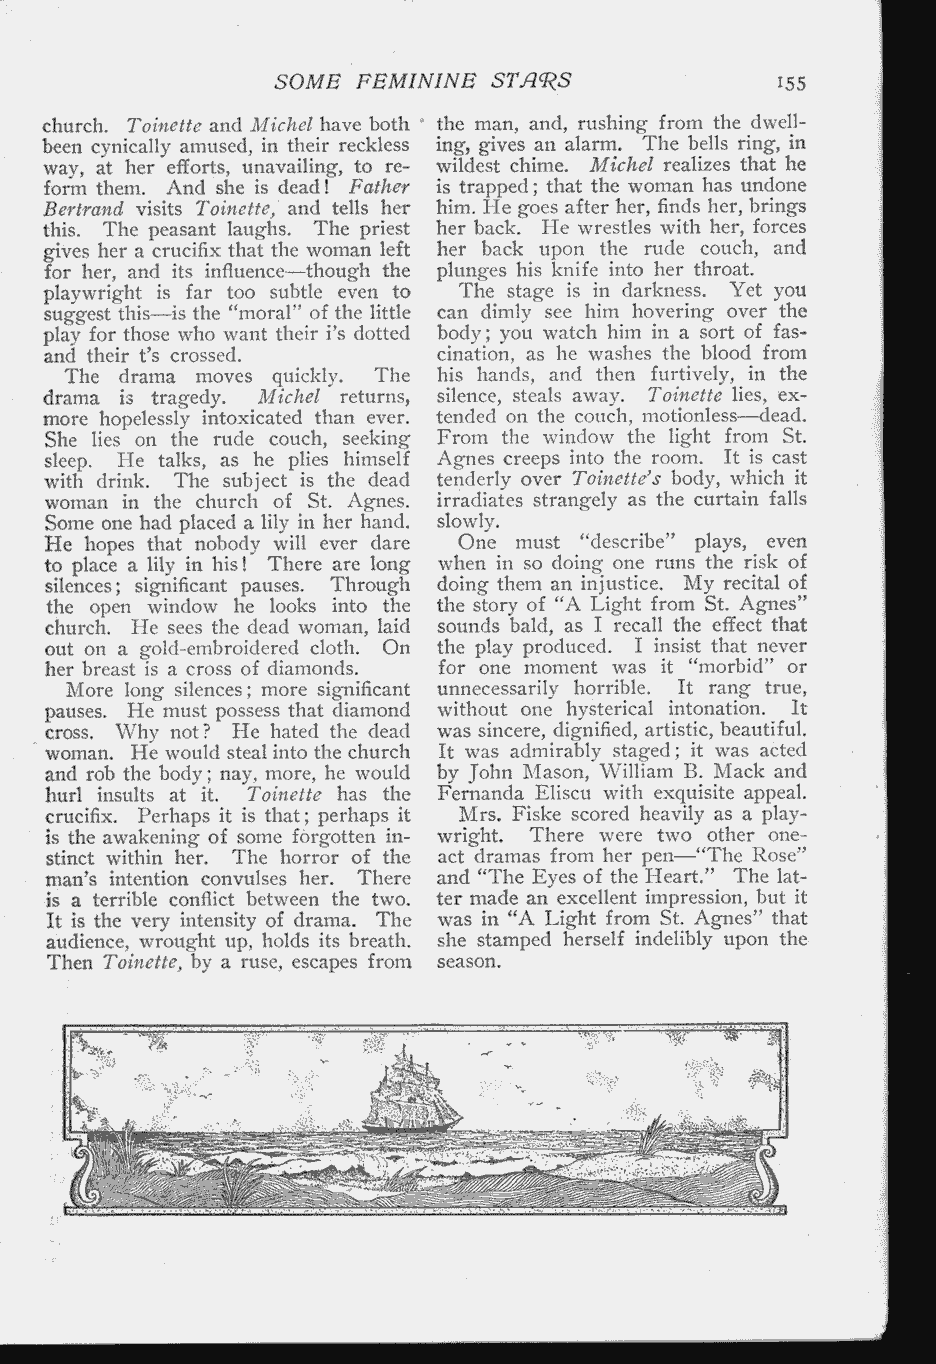 SOME FEMININE STARS 155
church. Toinette and Michel have both
been cynically amused, in their reckless
way, at her efforts, unavailing, to re-
form them. And she is dead! Father
Bertrand visits Toinette, and tells her
this. The peasant laughs. The priest
gives her a crucifix that the woman left
for her, and its influence—though the
playwright is far too subtle even to
suggest this—is the “moral” of the little
play for those who want their i’s dotted
and their t’s crossed.
The drama moves quickly. The
drama is tragedy. Michel returns,
more hopelessly intoxicated than ever.
She lies on the rude couch, seeking
sleep. He talks, as he plies himself
with drink. The subject is the dead
woman in the church of St. Agnes.
Some one had placed a lily in her hand.
He hopes that nobody will ever dare
to place a lily in his! There are long
silences; significant pauses. Through
the open window he looks into the
church. He sees the dead woman, laid
out on a gold-embroidered cloth. On
her breast is a cross of diamonds.
More long silences; more significant
pauses. He must possess that diamond
cross. Why not? He hated the dead
woman. He would steal into the church
and rob the body; nay, more, he would
hurl insults at it. Toinette has the
crucifix. Perhaps it is that; perhaps it
is the awakening of some forgotten in-
stinct within her. The horror of the
man’s intention convulses her. There
is a terrible conflict between the two.
It is the very intensity of drama. The
audience, wrought up, holds its breath.
Then Toinette, by a ruse, escapes from
the man, and, rushing from the dwell-
ing, gives an alarm. The bells ring, in
wildest chime. Michel realizes that he
is trapped; that the woman has undone
him. He goes after her, finds her, brings
her back. He wrestles with her, forces
her back upon the rude couch, and
plunges his knife into her throat.
The stage is in darkness. Yet you
can dimly see him hovering over the
body; you watch him in a sort of fas-
cination, as he washes the blood from
his hands, and then furtively, in the
silence, steals away. Toinette lies, ex-
tended on the couch, motionless—dead.
From the window the light from St.
Agnes creeps into the room. It is cast
tenderly over Toinette’s body, which it
irradiates strangely as the curtain falls
slowly.
One must “describe” plays, even
when in so doing one runs the risk of
doing them an injustice. My recital of
the story of “A Light from St. Agnes”
sounds bald, as I recall the effect that
the play produced. I insist that never
for one moment was it “morbid” or
unnecessarily horrible. It rang true,
without one hysterical intonation. It
was sincere, dignified, artistic, beautiful.
It was admirably staged; it was acted
by John Mason, William B. Mack and
Fernanda Eliscu with exquisite appeal.
Mrs. Fiske scored heavily as a play-
wright. There were two other one-
act dramas from her pen—“The Rose”
and “The Eyes of the Heart.” The lat-
ter made an excellent impression, but it
was in “A Light from St. Agnes” that
she stamped herself indelibly upon the
season.